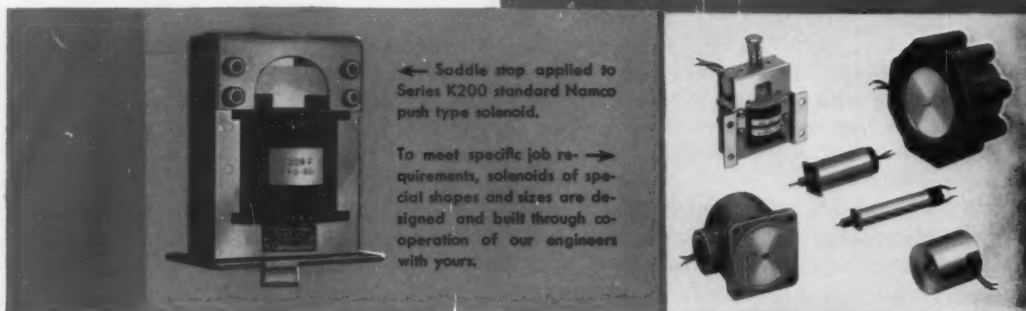 ← Saddle stop applied to
Series K200 standard Namco
push type solenoid.
To meet specific job re- →
quirements, solenoids of spe-
cial shapes and sizes are de-
signed and built through co-
operation of our engineers
with yours.